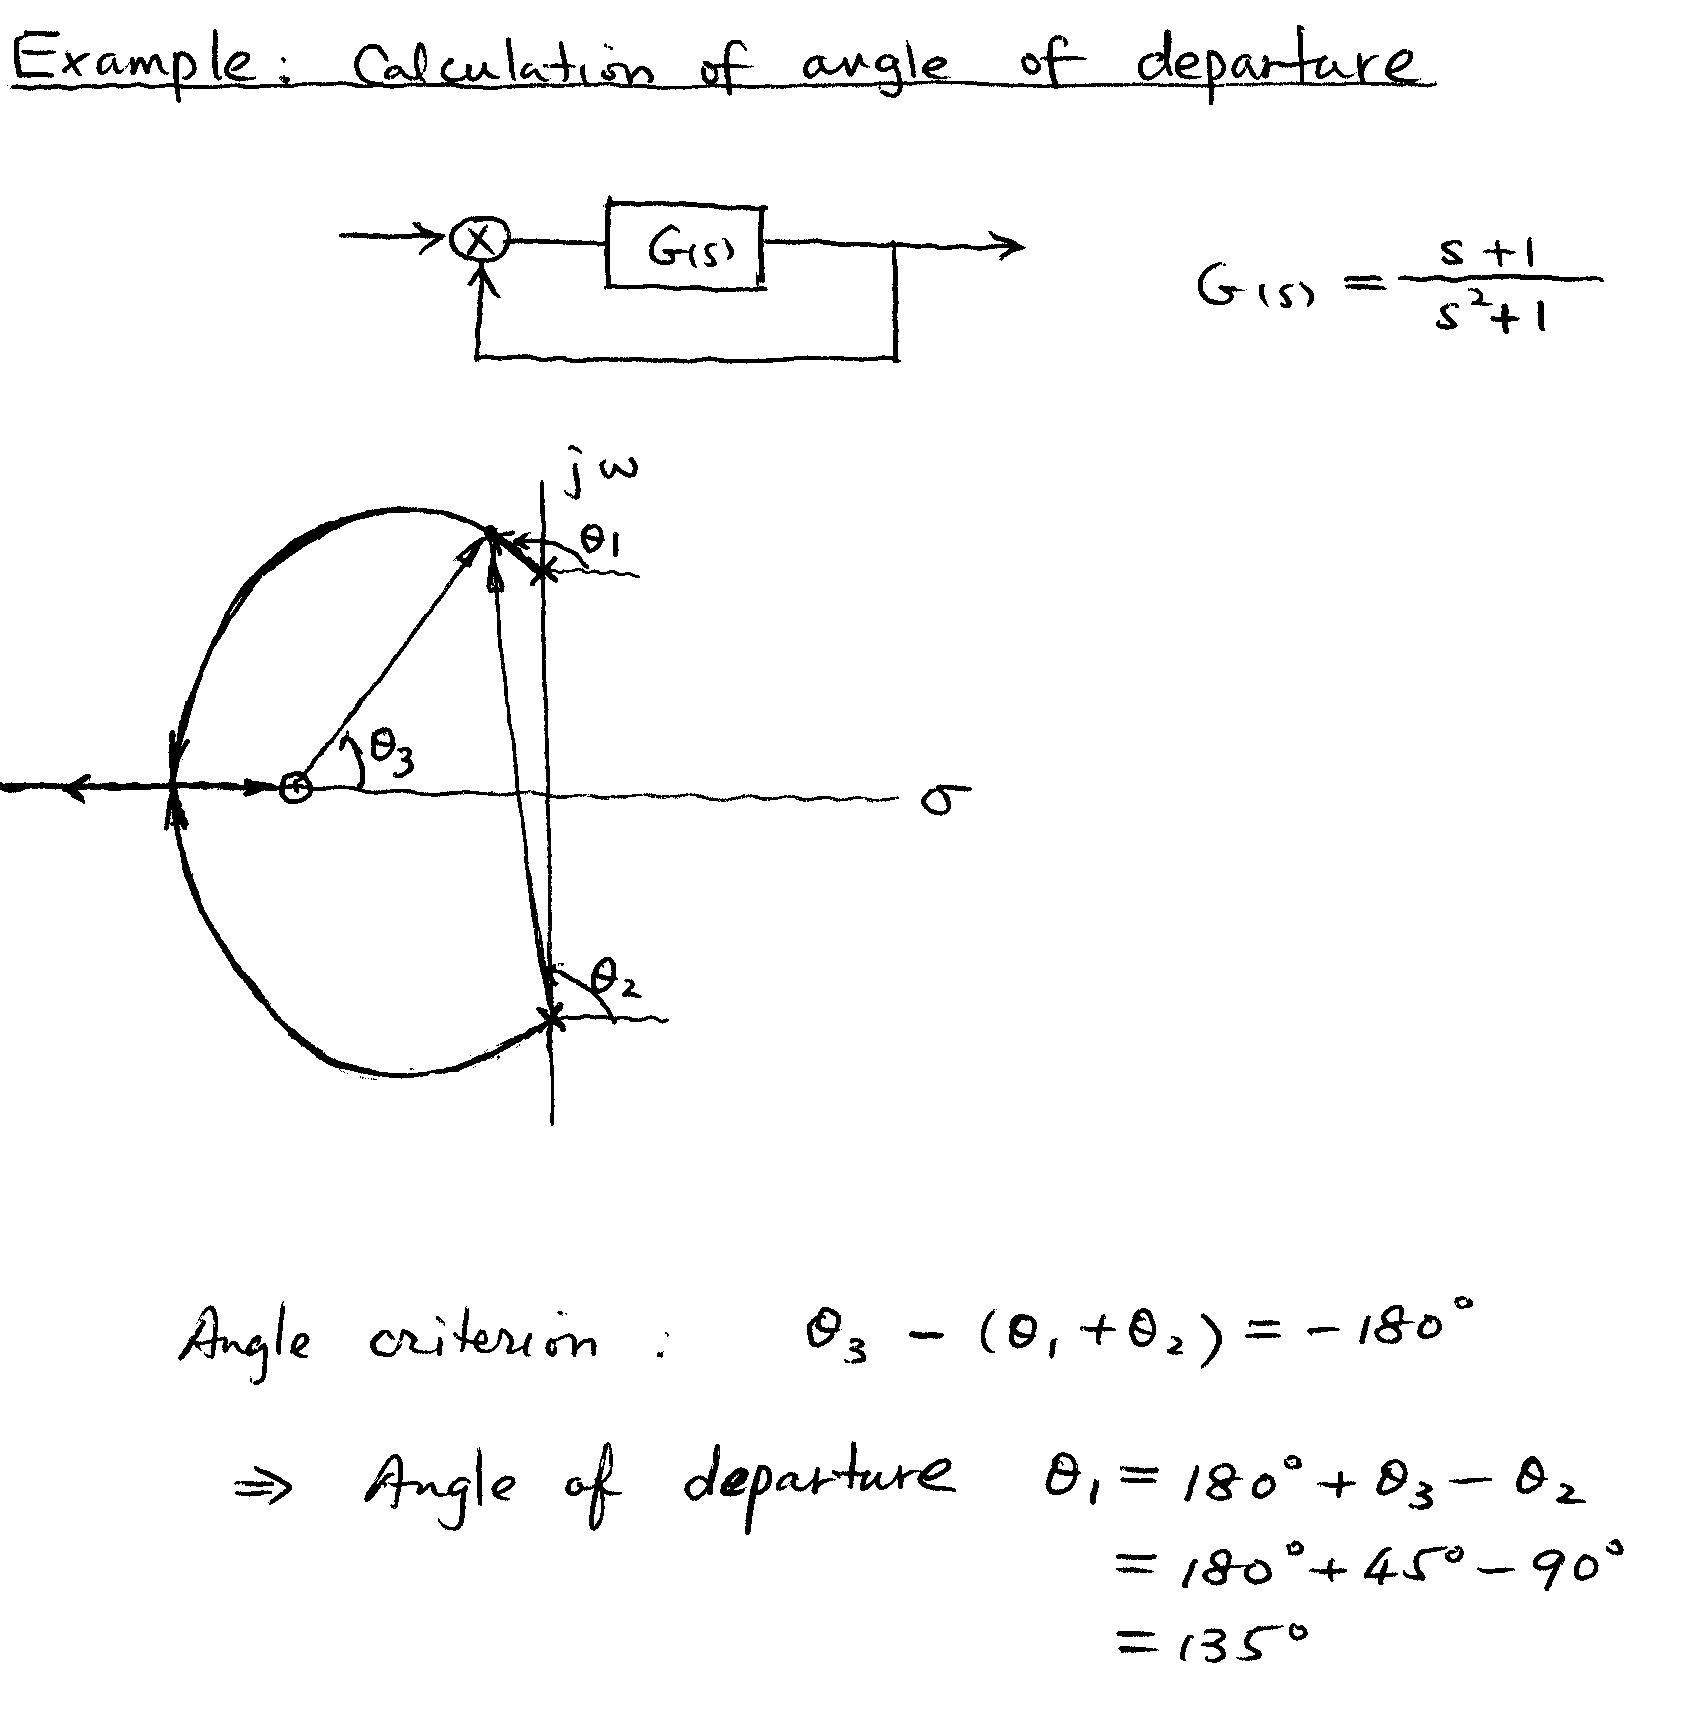 Example: Calculation of angle of departure
G(s)
G(s) = s+1 / s²+1
jω
θ1
θ3
σ
θ2
Angle criterion : θ₃ - (θ₁ + θ₂) = -180°
⇒ Angle of departure θ₁ = 180° + θ₃ - θ₂
= 180° + 45° - 90°
= 135°